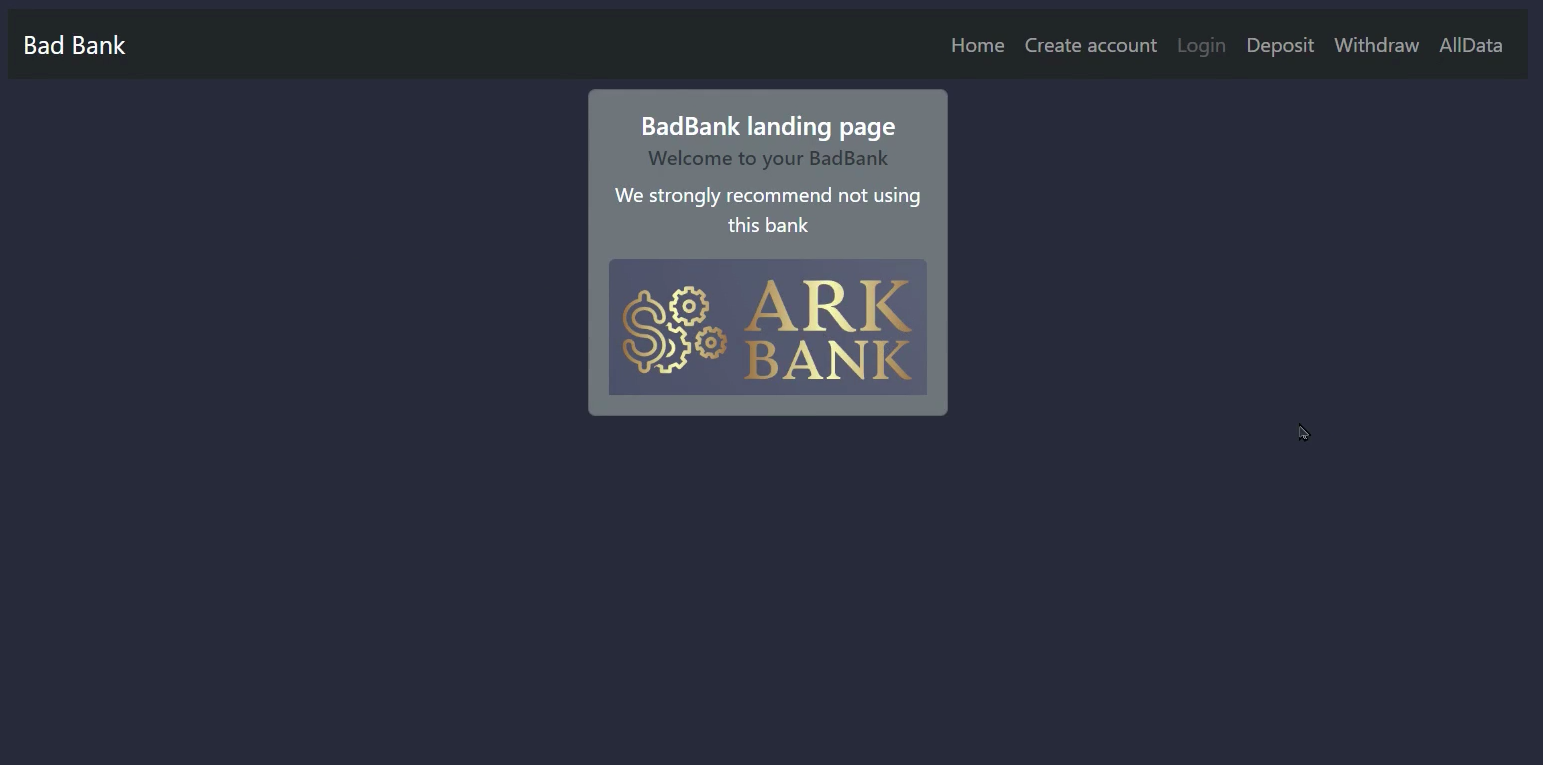 Bad Bank
Home Create account Login Deposit Withdraw AllData
BadBank landing page
Welcome to your BadBank
We strongly recommend not using
this bank
ARK
BANK